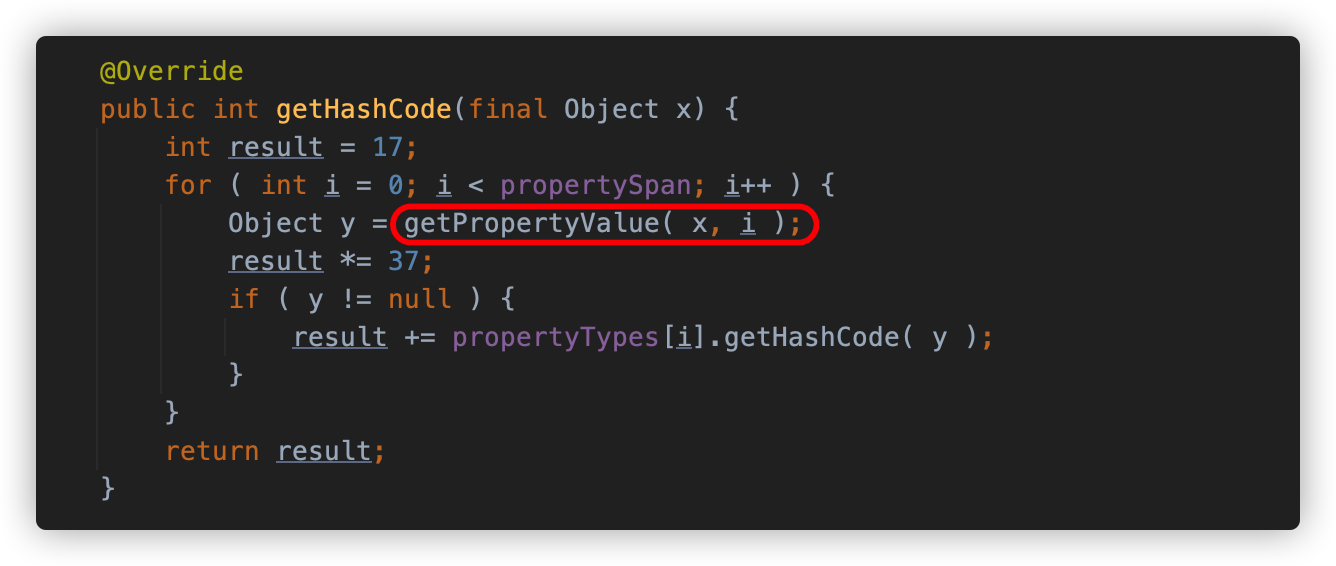 @Override
public int getHashCode(final Object x) {
int result = 17;
for ( int i = 0; i < propertySpan; i++ ) {
Object y = getPropertyValue( x, i );
result *= 37;
if ( y != null ) {
result += propertyTypes[i].getHashCode( y );
}
}
return result;
}